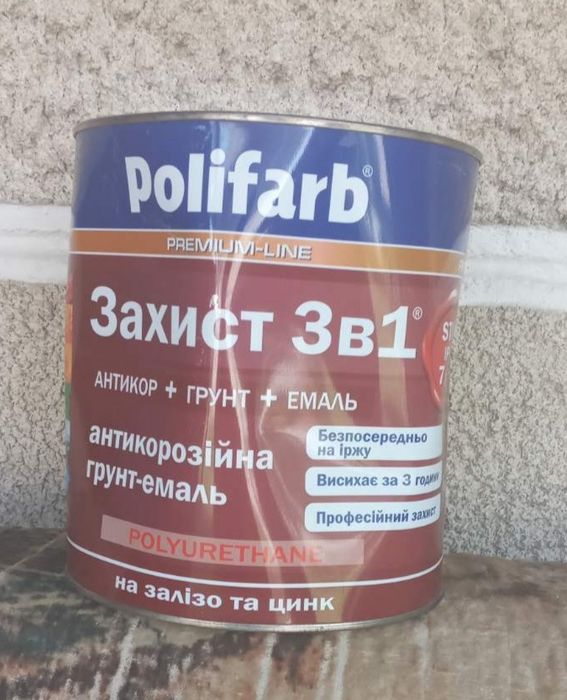 Polifarb®
PREMIUM-LINE
Захист 3в1®
АНТИКОР + ГРУНТ + ЕМАЛЬ
антикорозійна
грунт-емаль
Безпосередньо
на іржу
Висихає за 3 години
Професійний захист
POLYURETHANE
на залізо та цинк